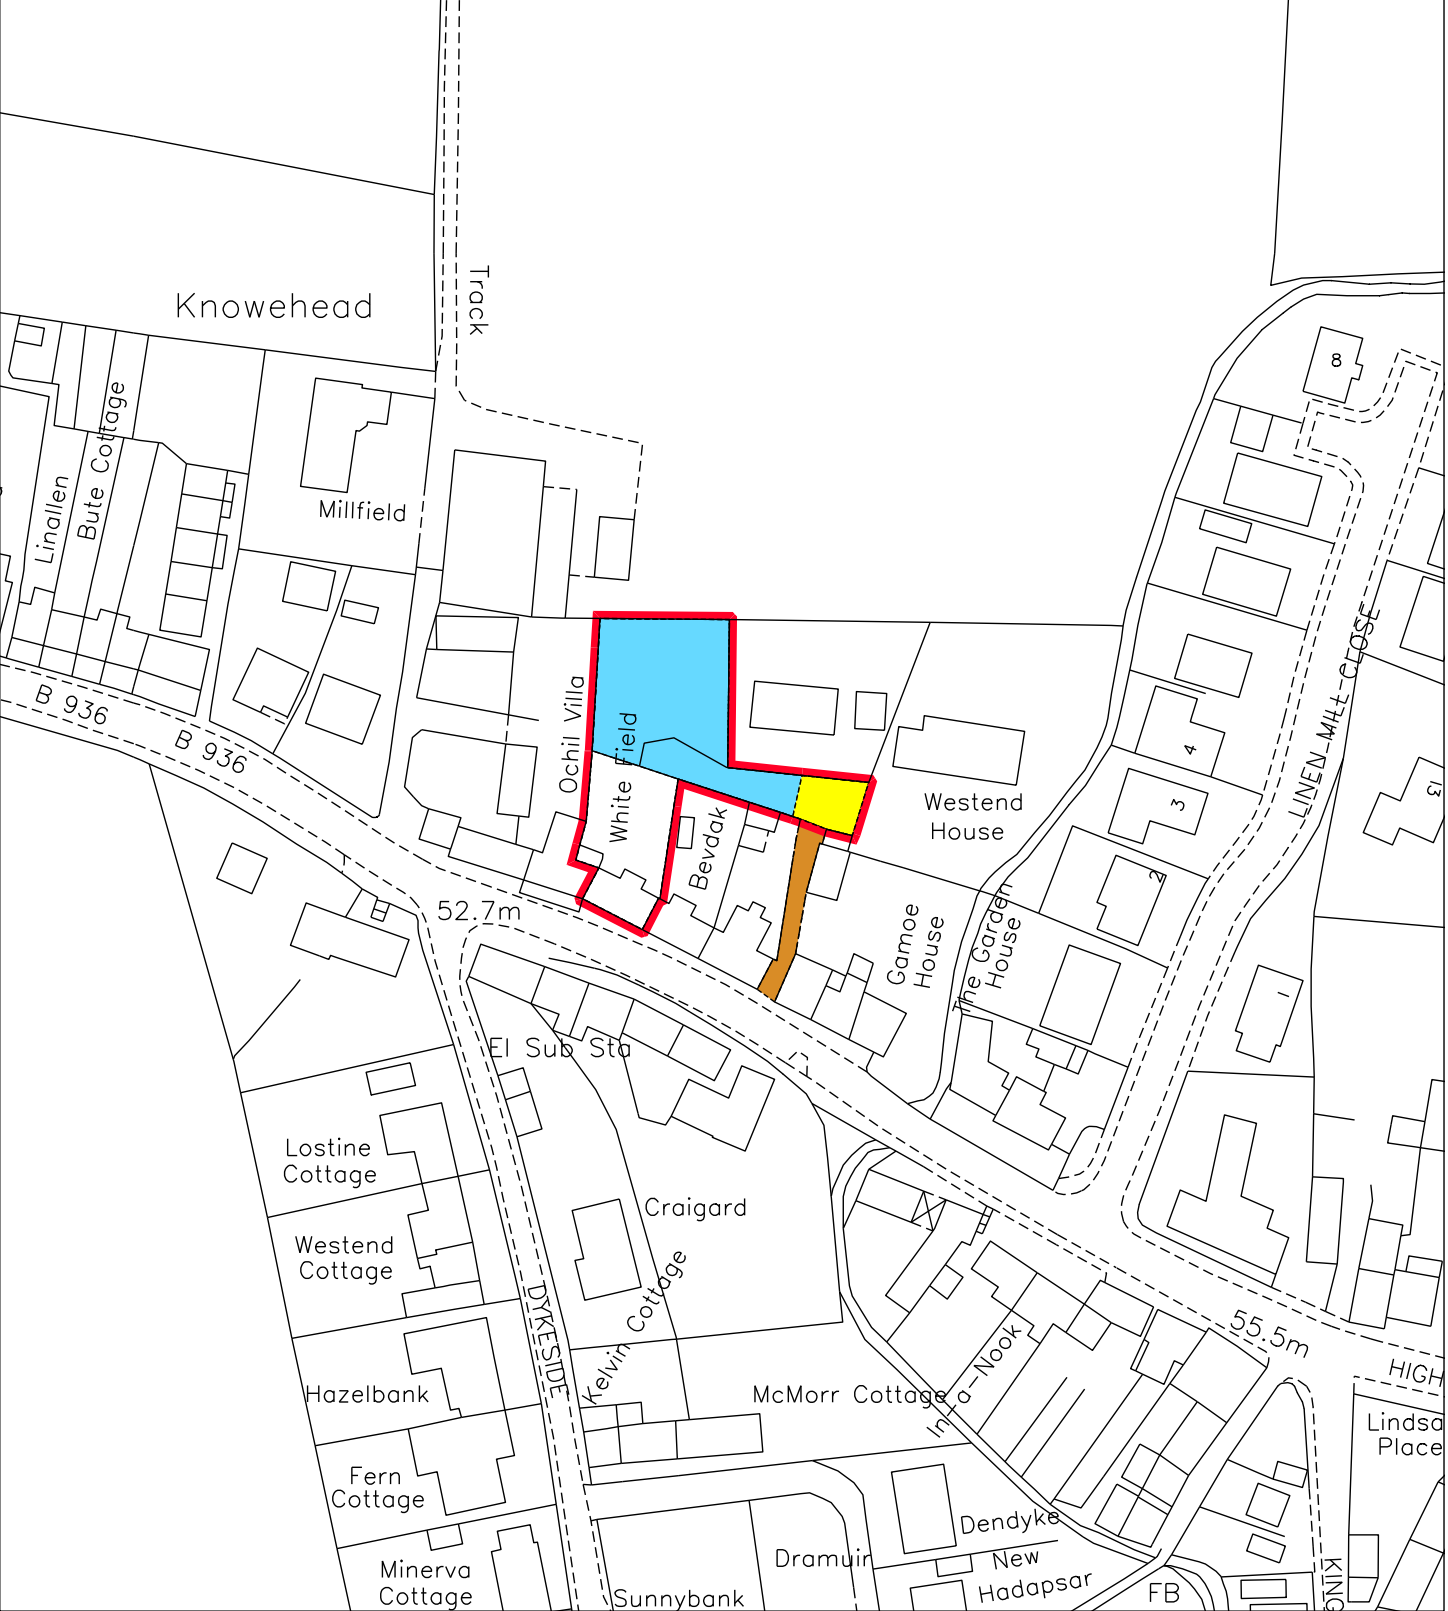 Track
Knowehead
8
Bute Cottage
Linallen
Millfield
LINEN MILL CLOSE
B 936
B 936
Ochil Villa
White Field
4
Westend
House
3
13
Bevdak
2
52.7m
Gamoe
House
The Garden
House
1
El Sub Sta
Lostine
Cottage
Craigard
Westend
Cottage
Kelvin Cottage
DYKESIDE
55.5m
In-a-Nook
HIGH
Hazelbank
McMorr Cottage
Lindsa
Place
Fern
Cottage
Dendyke
Dramuir
New
Hadapsar
Minerva
Cottage
Sunnybank
FB
KING